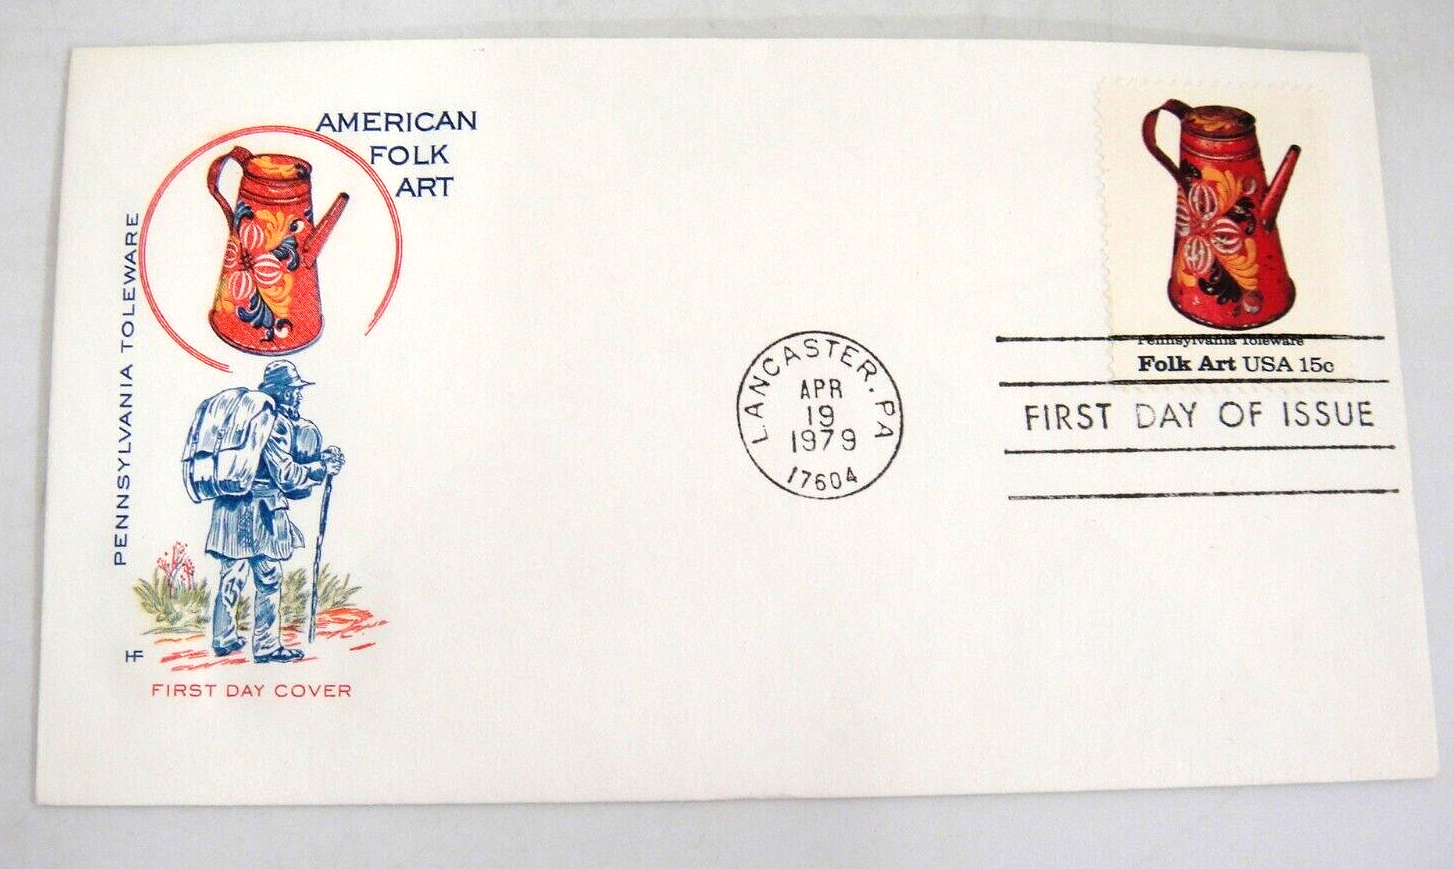 AMERICAN
FOLK
ART
PENNSYLVANIA TOLEWARE
HF
FIRST DAY COVER
LANCASTER, PA
APR
19
1979
17604
Pennsylvania Toleware
Folk Art USA 15c
FIRST DAY OF ISSUE